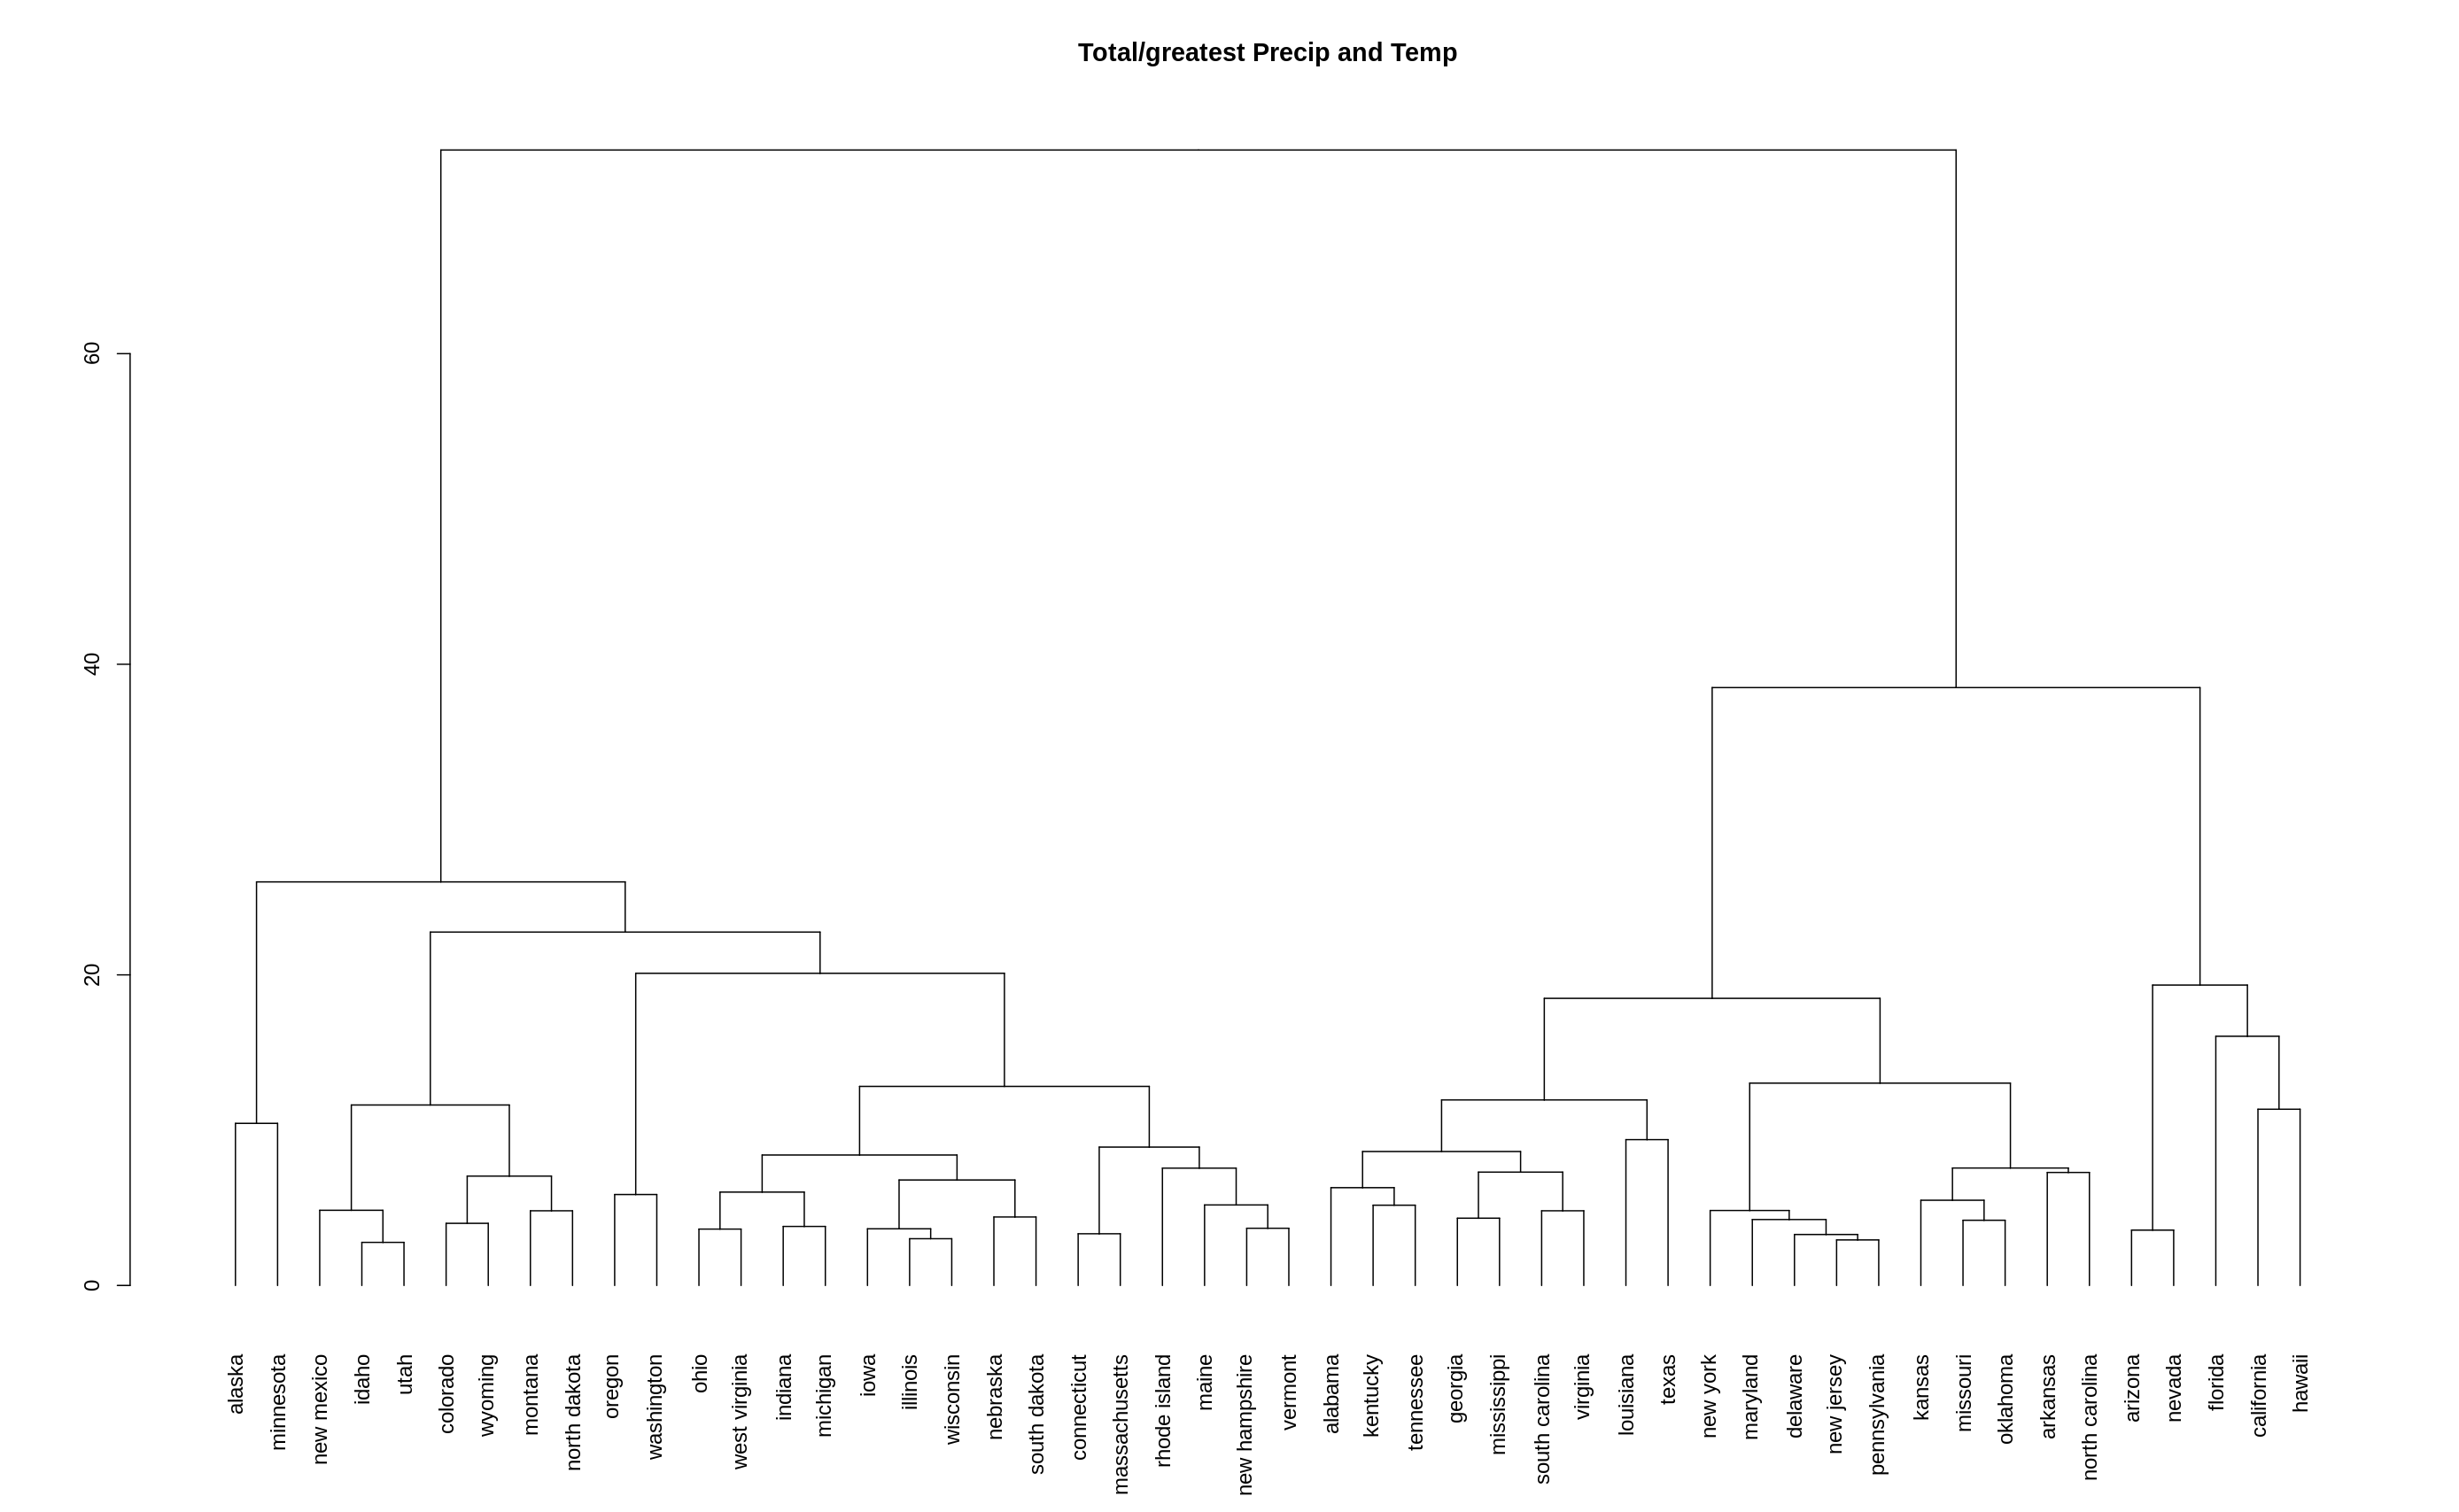 Total/greatest Precip and Temp
60
40
20
0
alaska
minnesota
new mexico
idaho
utah
colorado
wyoming
montana
north dakota
oregon
washington
ohio
west virginia
indiana
michigan
iowa
illinois
wisconsin
nebraska
south dakota
connecticut
massachusetts
rhode island
maine
new hampshire
vermont
alabama
kentucky
tennessee
georgia
mississippi
south carolina
virginia
louisiana
texas
new york
maryland
delaware
new jersey
pennsylvania
kansas
missouri
oklahoma
arkansas
north carolina
arizona
nevada
florida
california
hawaii